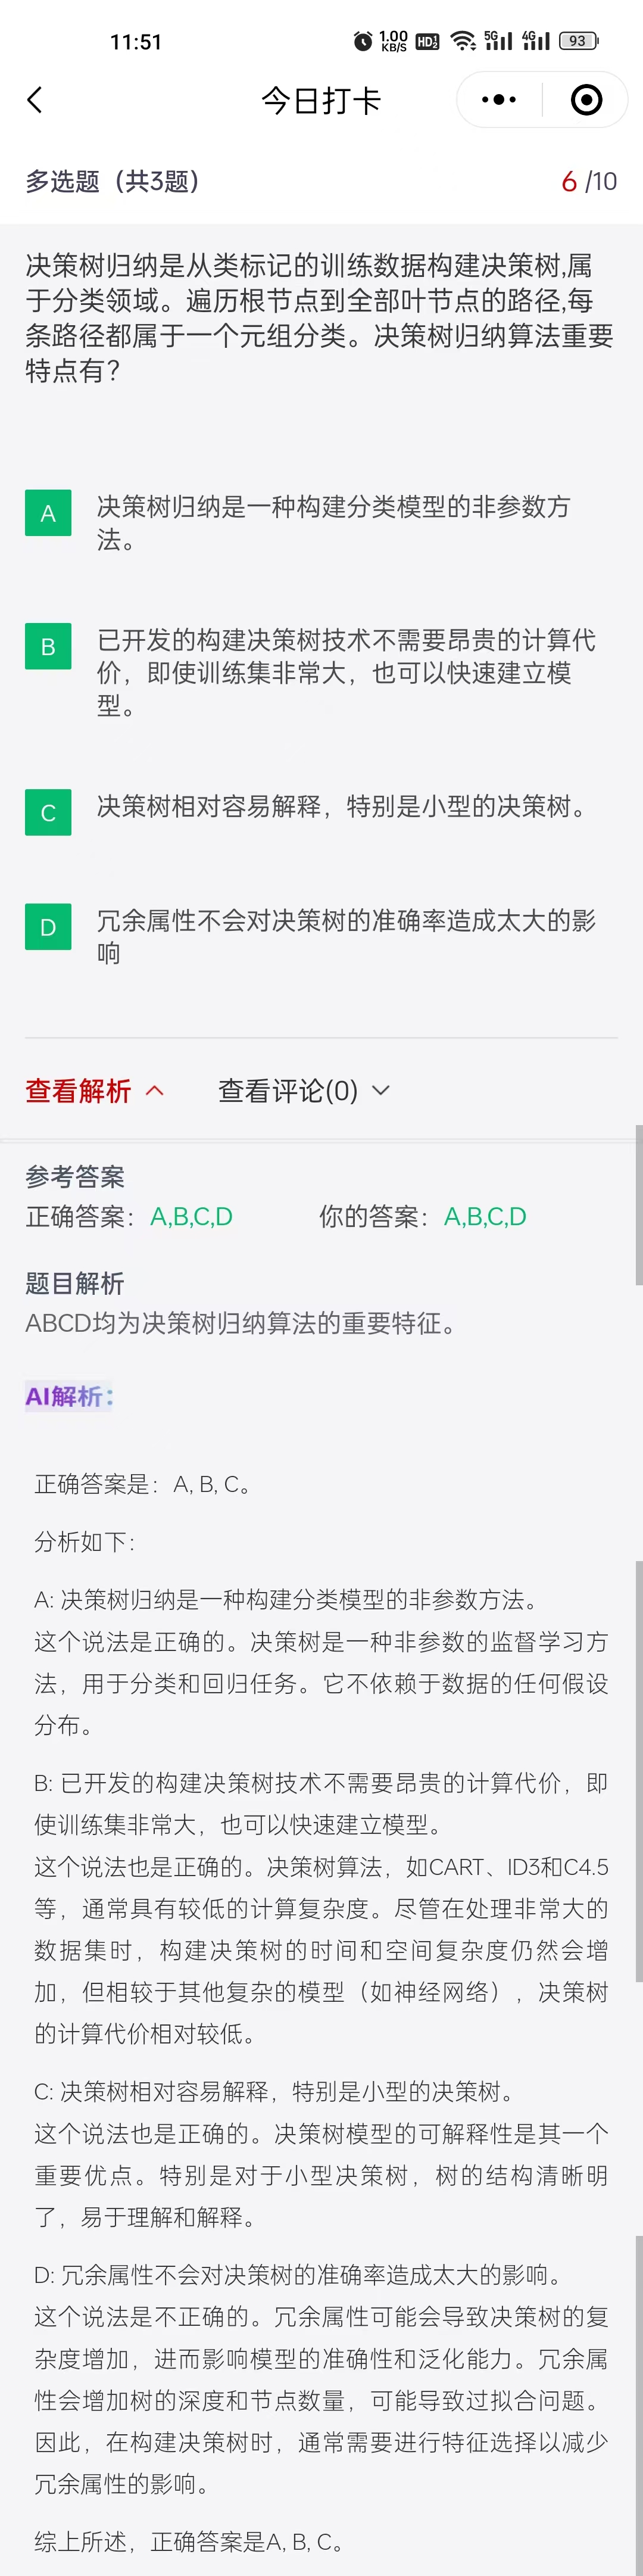 11:51
1.00
KB/S
HD
5G
4G
93
今日打卡
多选题（共3题）
6 /10
决策树归纳是从类标记的训练数据构建决策树,属
于分类领域。遍历根节点到全部叶节点的路径,每
条路径都属于一个元组分类。决策树归纳算法重要
特点有?
A
决策树归纳是一种构建分类模型的非参数方
法。
B
已开发的构建决策树技术不需要昂贵的计算代
价，即使训练集非常大，也可以快速建立模
型。
C
决策树相对容易解释，特别是小型的决策树。
D
冗余属性不会对决策树的准确率造成太大的影
响
查看解析
查看评论(0)
参考答案
正确答案：A,B,C,D
你的答案：A,B,C,D
题目解析
ABCD均为决策树归纳算法的重要特征。
AI解析：
正确答案是：A, B, C。
分析如下：
A: 决策树归纳是一种构建分类模型的非参数方法。
这个说法是正确的。决策树是一种非参数的监督学习方
法，用于分类和回归任务。它不依赖于数据的任何假设
分布。
B: 已开发的构建决策树技术不需要昂贵的计算代价，即
使训练集非常大，也可以快速建立模型。
这个说法也是正确的。决策树算法，如CART、ID3和C4.5
等，通常具有较低的计算复杂度。尽管在处理非常大的
数据集时，构建决策树的时间和空间复杂度仍然会增
加，但相较于其他复杂的模型（如神经网络），决策树
的计算代价相对较低。
C: 决策树相对容易解释，特别是小型的决策树。
这个说法也是正确的。决策树模型的可解释性是其一个
重要优点。特别是对于小型决策树，树的结构清晰明
了，易于理解和解释。
D: 冗余属性不会对决策树的准确率造成太大的影响。
这个说法是不正确的。冗余属性可能会导致决策树的复
杂度增加，进而影响模型的准确性和泛化能力。冗余属
性会增加树的深度和节点数量，可能导致过拟合问题。
因此，在构建决策树时，通常需要进行特征选择以减少
冗余属性的影响。
综上所述，正确答案是A, B, C。